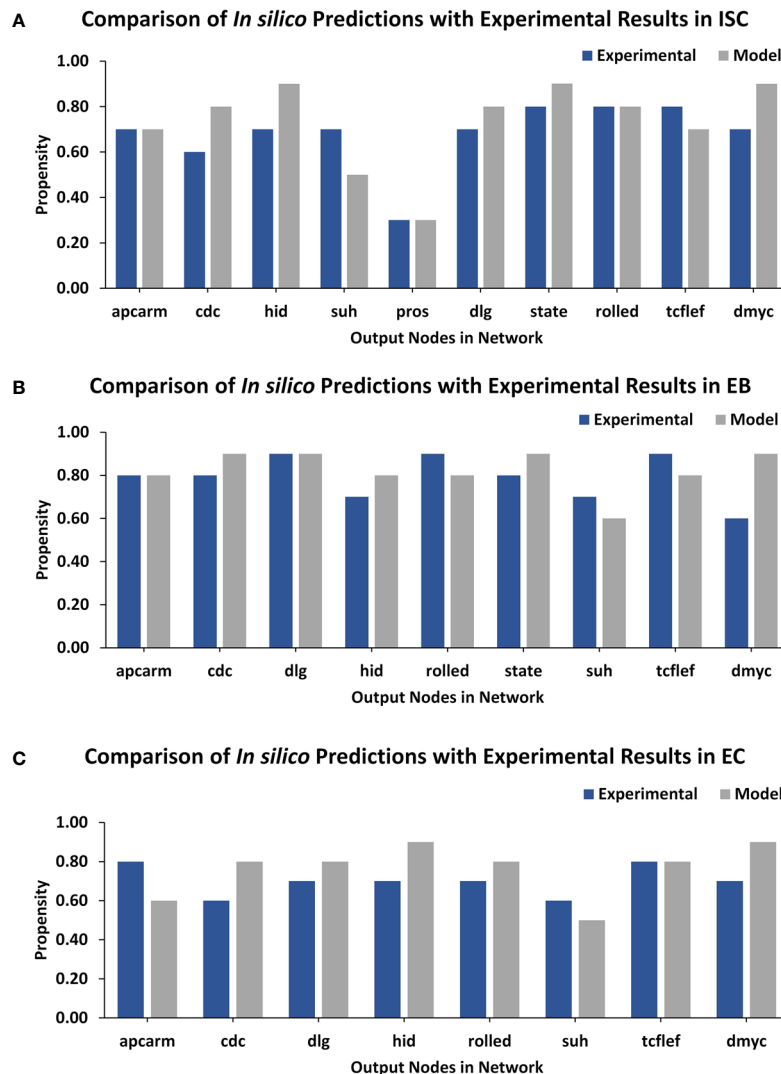 A
Comparison of In silico Predictions with Experimental Results in ISC
Experimental Model
1.00
0.80
0.60
0.40
0.20
0.00
Propensity
apcarm cdc hid suh pros dlg state rolled tcflef dmyc
Output Nodes in Network
B
Comparison of In silico Predictions with Experimental Results in EB
Experimental Model
1.00
0.80
0.60
0.40
0.20
0.00
Propensity
apcarm cdc dlg hid rolled state suh tcflef dmyc
Output Nodes in Network
C
Comparison of In silico Predictions with Experimental Results in EC
Experimental Model
1.00
0.80
0.60
0.40
0.20
0.00
Propensity
apcarm cdc dlg hid rolled suh tcflef dmyc
Output Nodes in Network